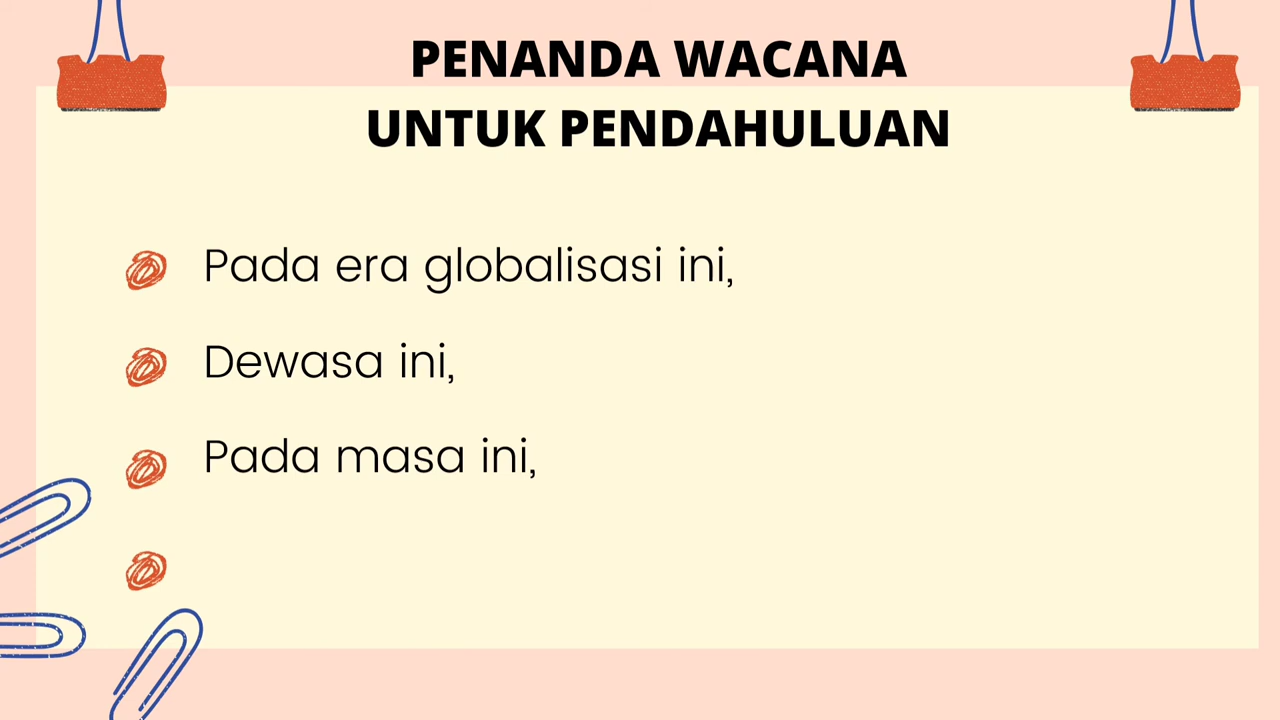 PENANDA WACANA
UNTUK PENDAHULUAN
Pada era globalisasi ini,
Dewasa ini,
Pada masa ini,